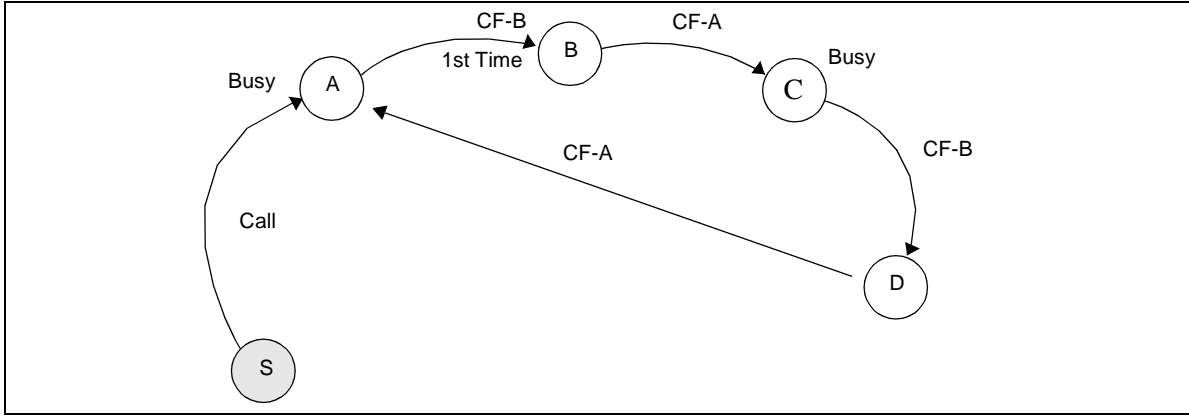 CF-B
CF-A
1st Time
B
Busy
Busy
A
C
CF-B
CF-A
Call
D
S